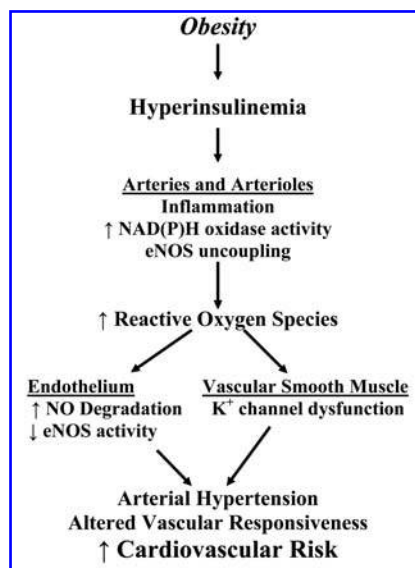 Obesity
Hyperinsulinemia
Arteries and Arterioles
Inflammation
↑ NAD(P)H oxidase activity
eNOS uncoupling
↑ Reactive Oxygen Species
Endothelium
↑ NO Degradation
↓ eNOS activity
Vascular Smooth Muscle
K⁺ channel dysfunction
Arterial Hypertension
Altered Vascular Responsiveness
↑ Cardiovascular Risk